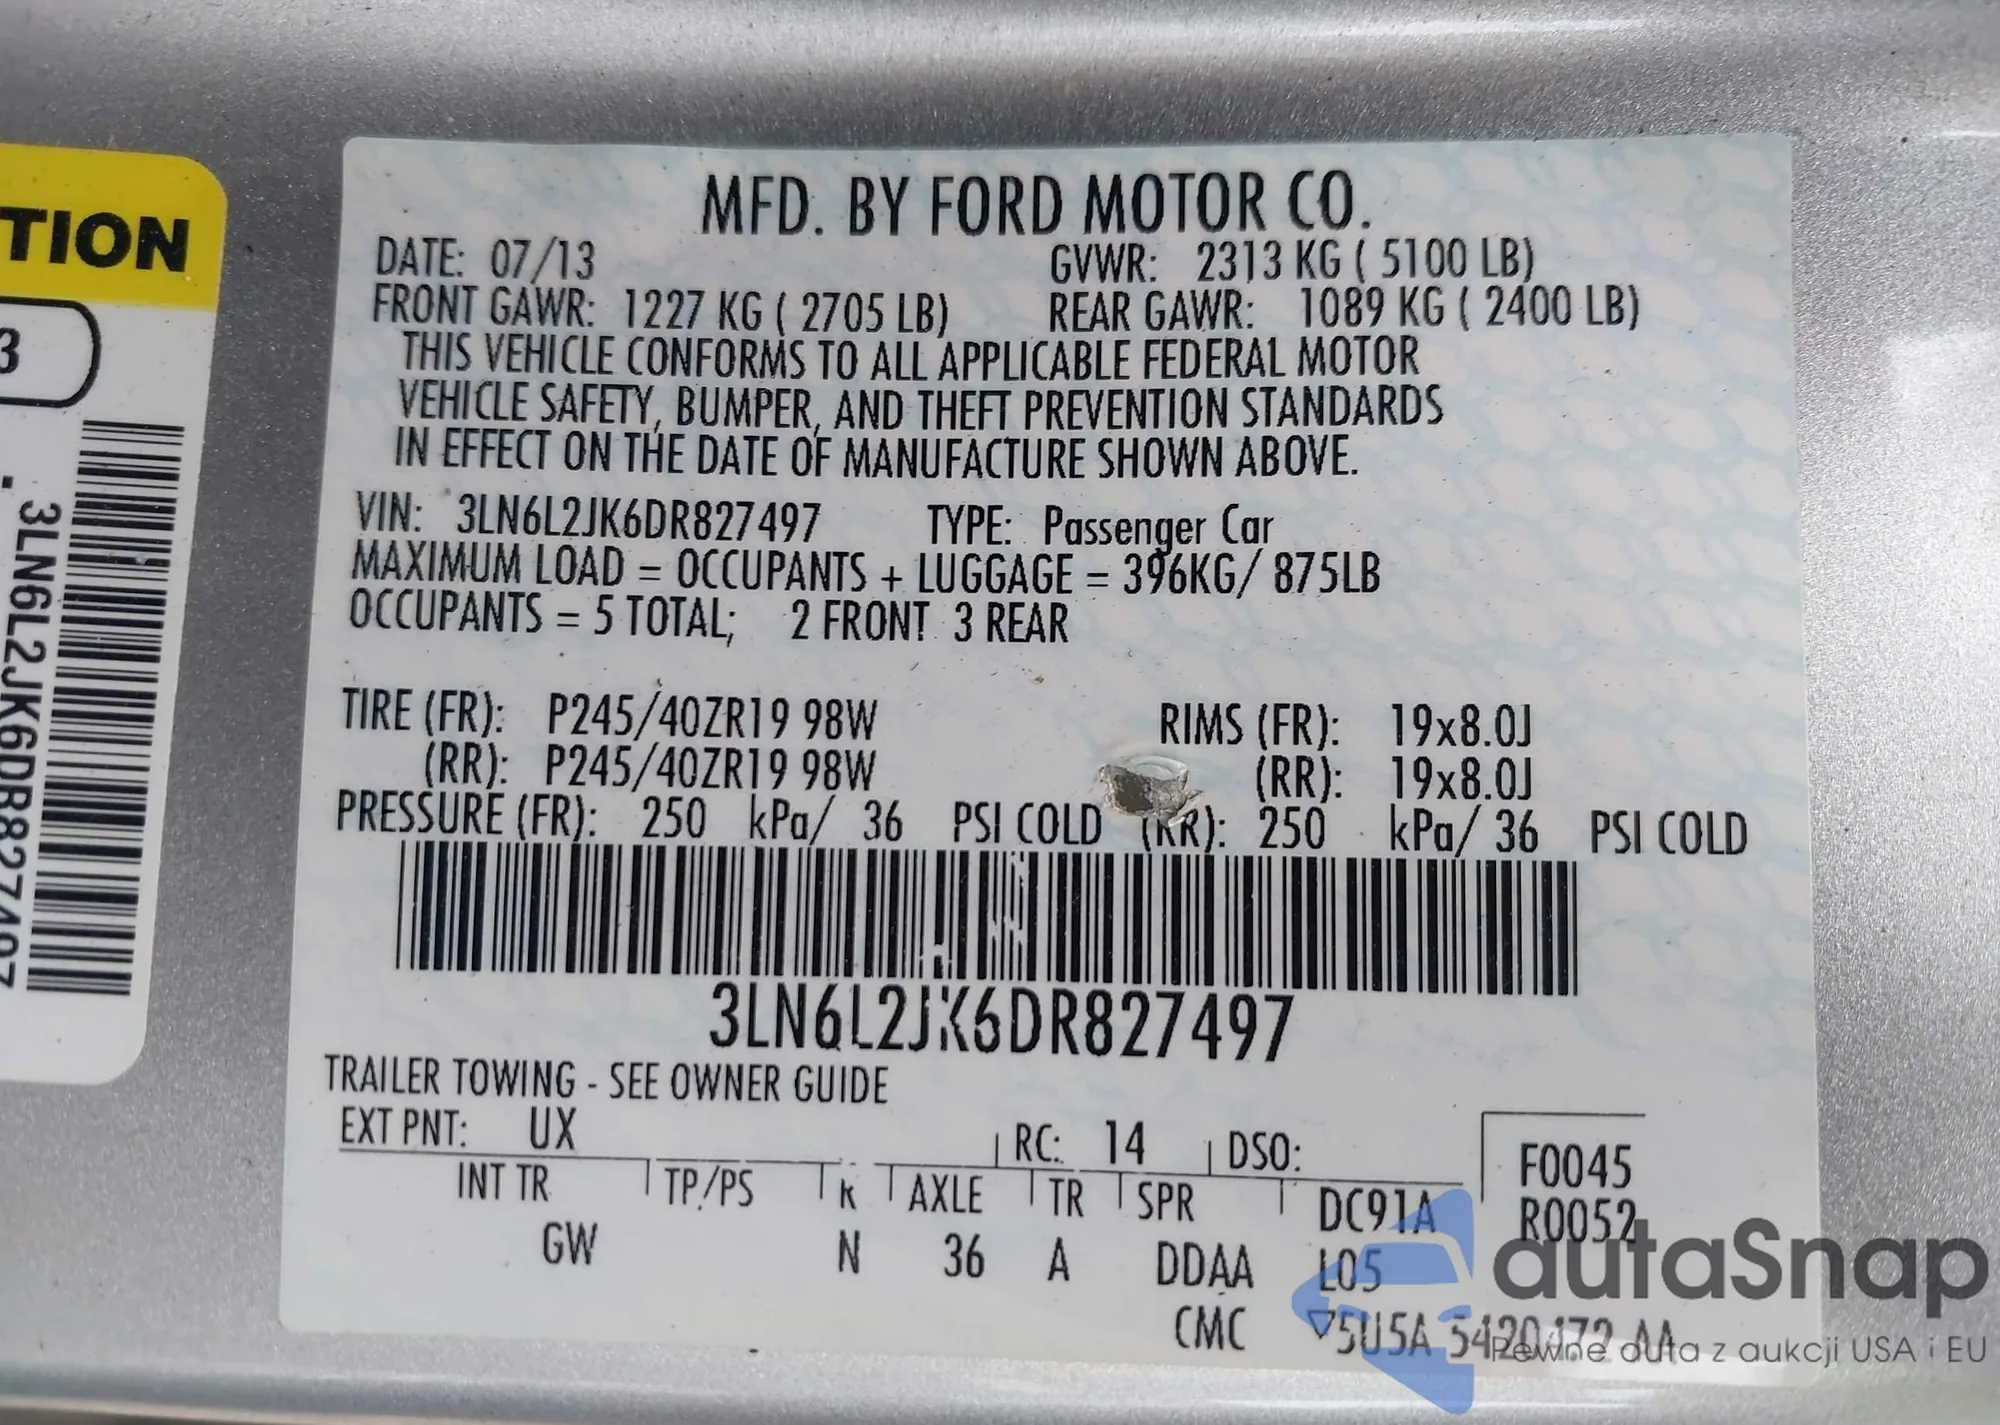 TION
3
3LN6L2JK6DR827497
MFD. BY FORD MOTOR CO.
DATE: 07/13 GVWR: 2313 KG ( 5100 LB)
FRONT GAWR: 1227 KG ( 2705 LB) REAR GAWR: 1089 KG ( 2400 LB)
THIS VEHICLE CONFORMS TO ALL APPLICABLE FEDERAL MOTOR
VEHICLE SAFETY, BUMPER, AND THEFT PREVENTION STANDARDS
IN EFFECT ON THE DATE OF MANUFACTURE SHOWN ABOVE.
VIN: 3LN6L2JK6DR827497 TYPE: Passenger Car
MAXIMUM LOAD = OCCUPANTS + LUGGAGE = 396KG/ 875LB
OCCUPANTS = 5 TOTAL; 2 FRONT 3 REAR
TIRE (FR): P245/40ZR19 98W RIMS (FR): 19x8.0J
(RR): P245/40ZR19 98W (RR): 19x8.0J
PRESSURE (FR): 250 kPa/ 36 PSI COLD (RR): 250 kPa/ 36 PSI COLD
3LN6L2JK6DR827497
TRAILER TOWING - SEE OWNER GUIDE
EXT PNT: UX RC: 14 DSO: F0045
INT TR TP/PS R AXLE TR SPR DC91A R0052
GW N 36 A DDAA L05
CMC ▽5U5A 5420472 AA
autaSnap
Pewne auta z aukcji USA i EU